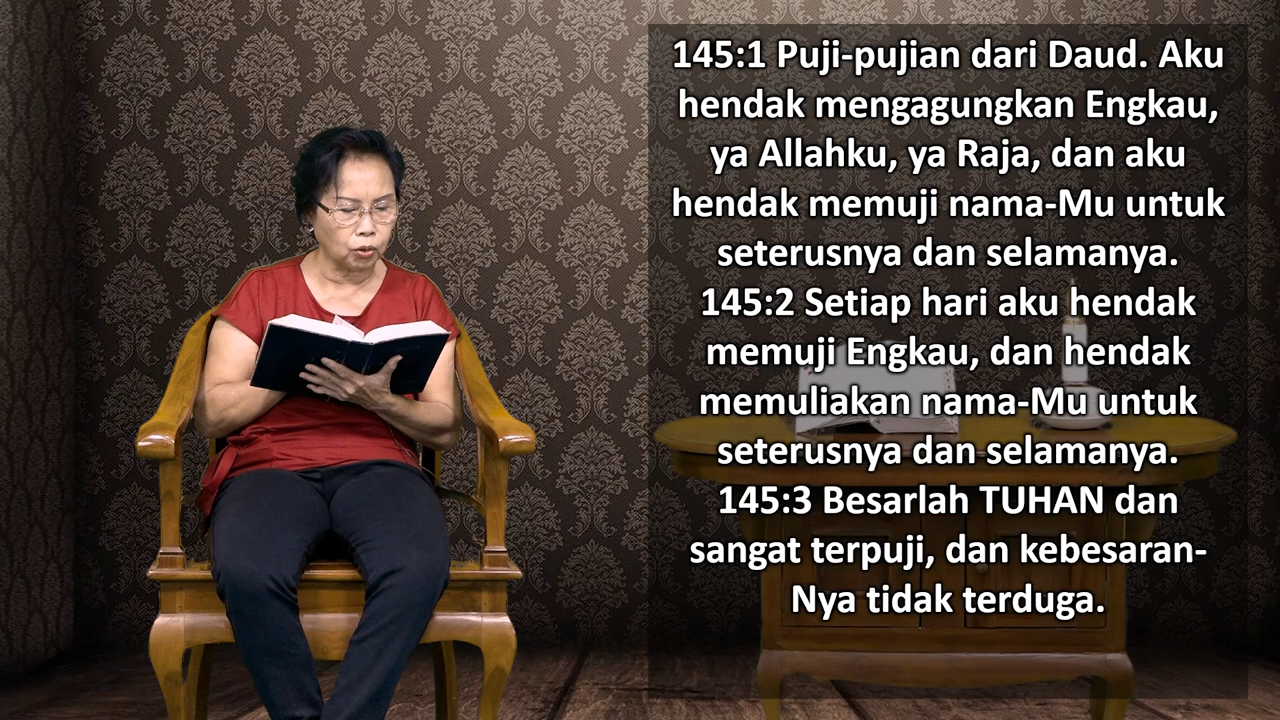 145:1 Puji-pujian dari Daud. Aku
hendak mengagungkan Engkau,
ya Allahku, ya Raja, dan aku
hendak memuji nama-Mu untuk
seterusnya dan selamanya.
145:2 Setiap hari aku hendak
memuji Engkau, dan hendak
memuliakan nama-Mu untuk
seterusnya dan selamanya.
145:3 Besarlah TUHAN dan
sangat terpuji, dan kebesaran-
Nya tidak terduga.